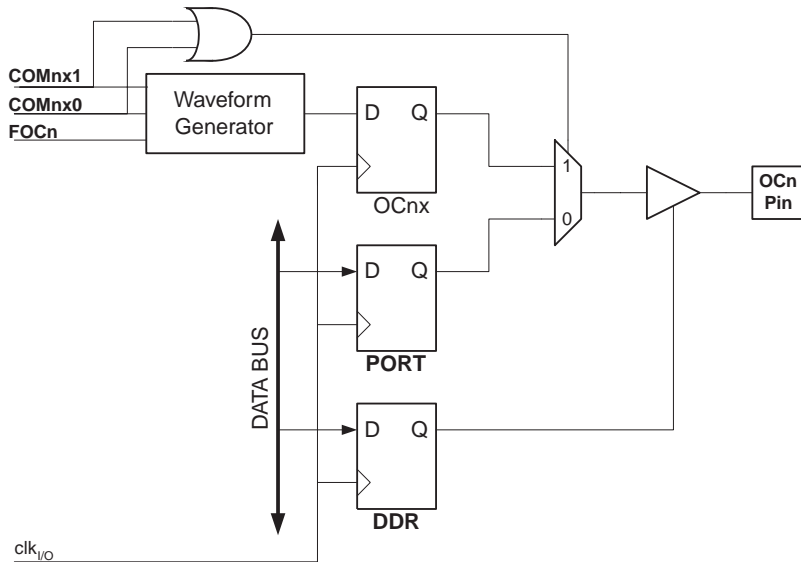 COMnx1
COMnx0
FOCn
Waveform
Generator
D Q
OCnx
1
0
OCn
Pin
D Q
PORT
DATA BUS
D Q
DDR
clkI/O